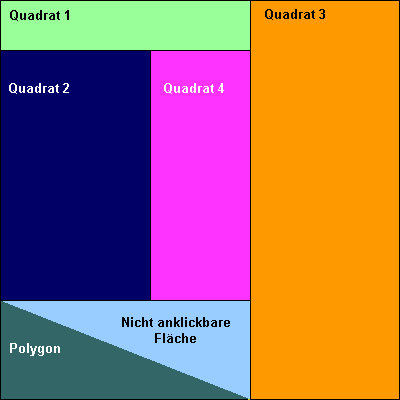 Quadrat 1
Quadrat 3
Quadrat 2
Quadrat 4
Nicht anklickbare
Fläche
Polygon